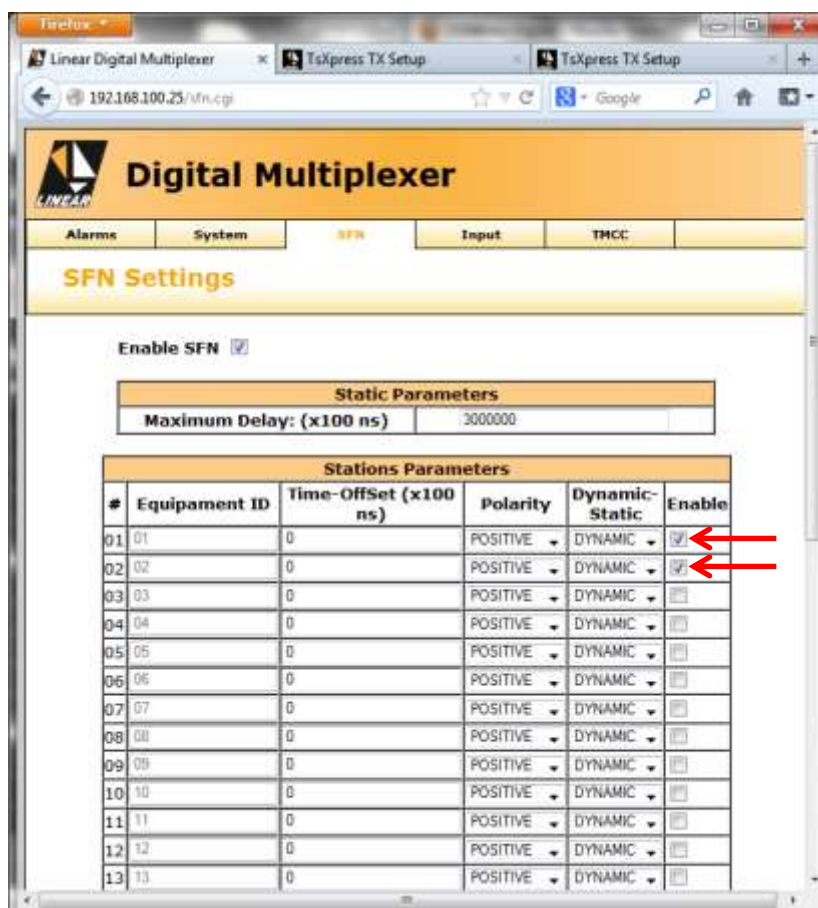 Firefox
Linear Digital Multiplexer × TsXpress TX Setup × TsXpress TX Setup × +
192.168.100.25/sfn.cgi Google
LINEAR
Digital Multiplexer
Alarms System SFN Input TMCC
SFN Settings
Enable SFN
Static Parameters
Maximum Delay: (x100 ns) 3000000
Stations Parameters
# Equipament ID Time-OffSet (x100 ns) Polarity Dynamic-Static Enable
01 01 0 POSITIVE DYNAMIC
02 02 0 POSITIVE DYNAMIC
03 03 0 POSITIVE DYNAMIC
04 04 0 POSITIVE DYNAMIC
05 05 0 POSITIVE DYNAMIC
06 06 0 POSITIVE DYNAMIC
07 07 0 POSITIVE DYNAMIC
08 08 0 POSITIVE DYNAMIC
09 09 0 POSITIVE DYNAMIC
10 10 0 POSITIVE DYNAMIC
11 11 0 POSITIVE DYNAMIC
12 12 0 POSITIVE DYNAMIC
13 13 0 POSITIVE DYNAMIC